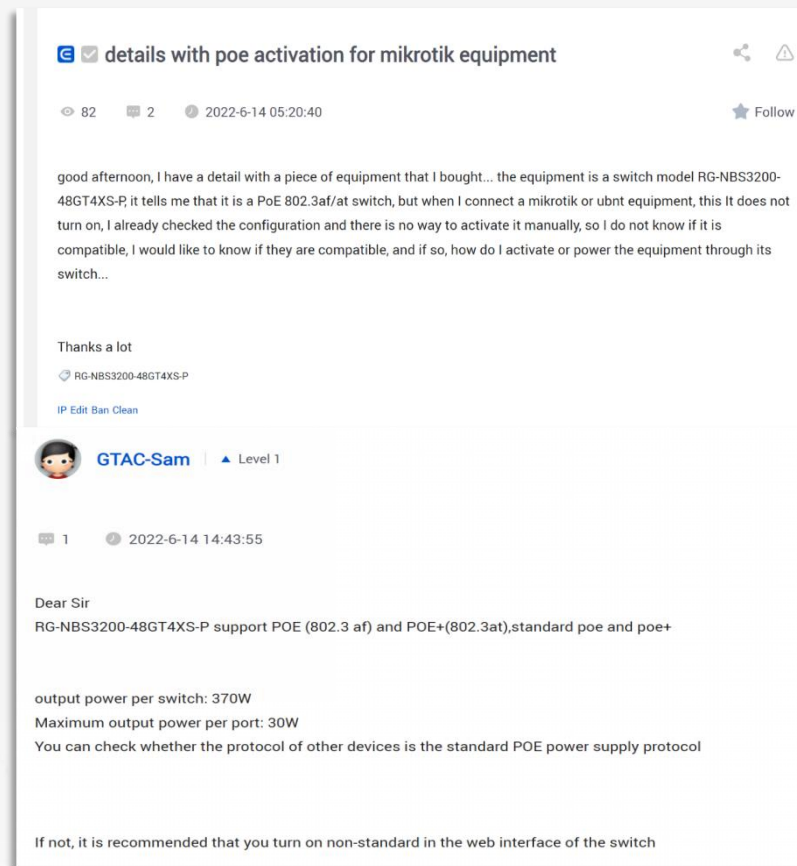 details with poe activation for mikrotik equipment
82 2 2022-6-14 05:20:40 Follow
good afternoon, I have a detail with a piece of equipment that I bought... the equipment is a switch model RG-NBS3200-
48GT4XS-P, it tells me that it is a PoE 802.3af/at switch, but when I connect a mikrotik or ubnt equipment, this It does not
turn on, I already checked the configuration and there is no way to activate it manually, so I do not know if it is
compatible, I would like to know if they are compatible, and if so, how do I activate or power the equipment through its
switch...
Thanks a lot
RG-NBS3200-48GT4XS-P
IP Edit Ban Clean
GTAC-Sam Level 1
1 2022-6-14 14:43:55
Dear Sir
RG-NBS3200-48GT4XS-P support POE (802.3 af) and POE+(802.3at),standard poe and poe+
output power per switch: 370W
Maximum output power per port: 30W
You can check whether the protocol of other devices is the standard POE power supply protocol
If not, it is recommended that you turn on non-standard in the web interface of the switch